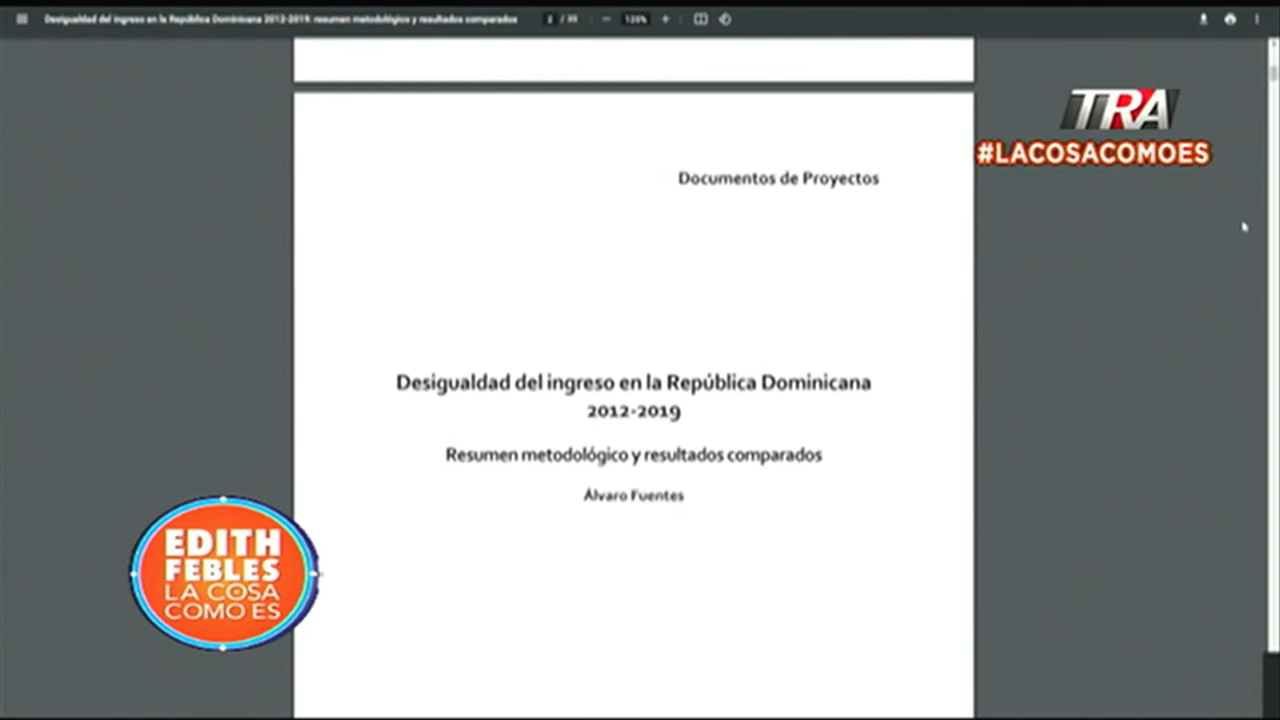 Desigualdad del ingreso en la República Dominicana 2012-2019: resumen metodológico y resultados comparados
TRA
#LACOSACOMOES
Documentos de Proyectos
Desigualdad del ingreso en la República Dominicana
2012-2019
Resumen metodológico y resultados comparados
Álvaro Fuentes
EDITH
FEBLES
LA COSA
COMO ES